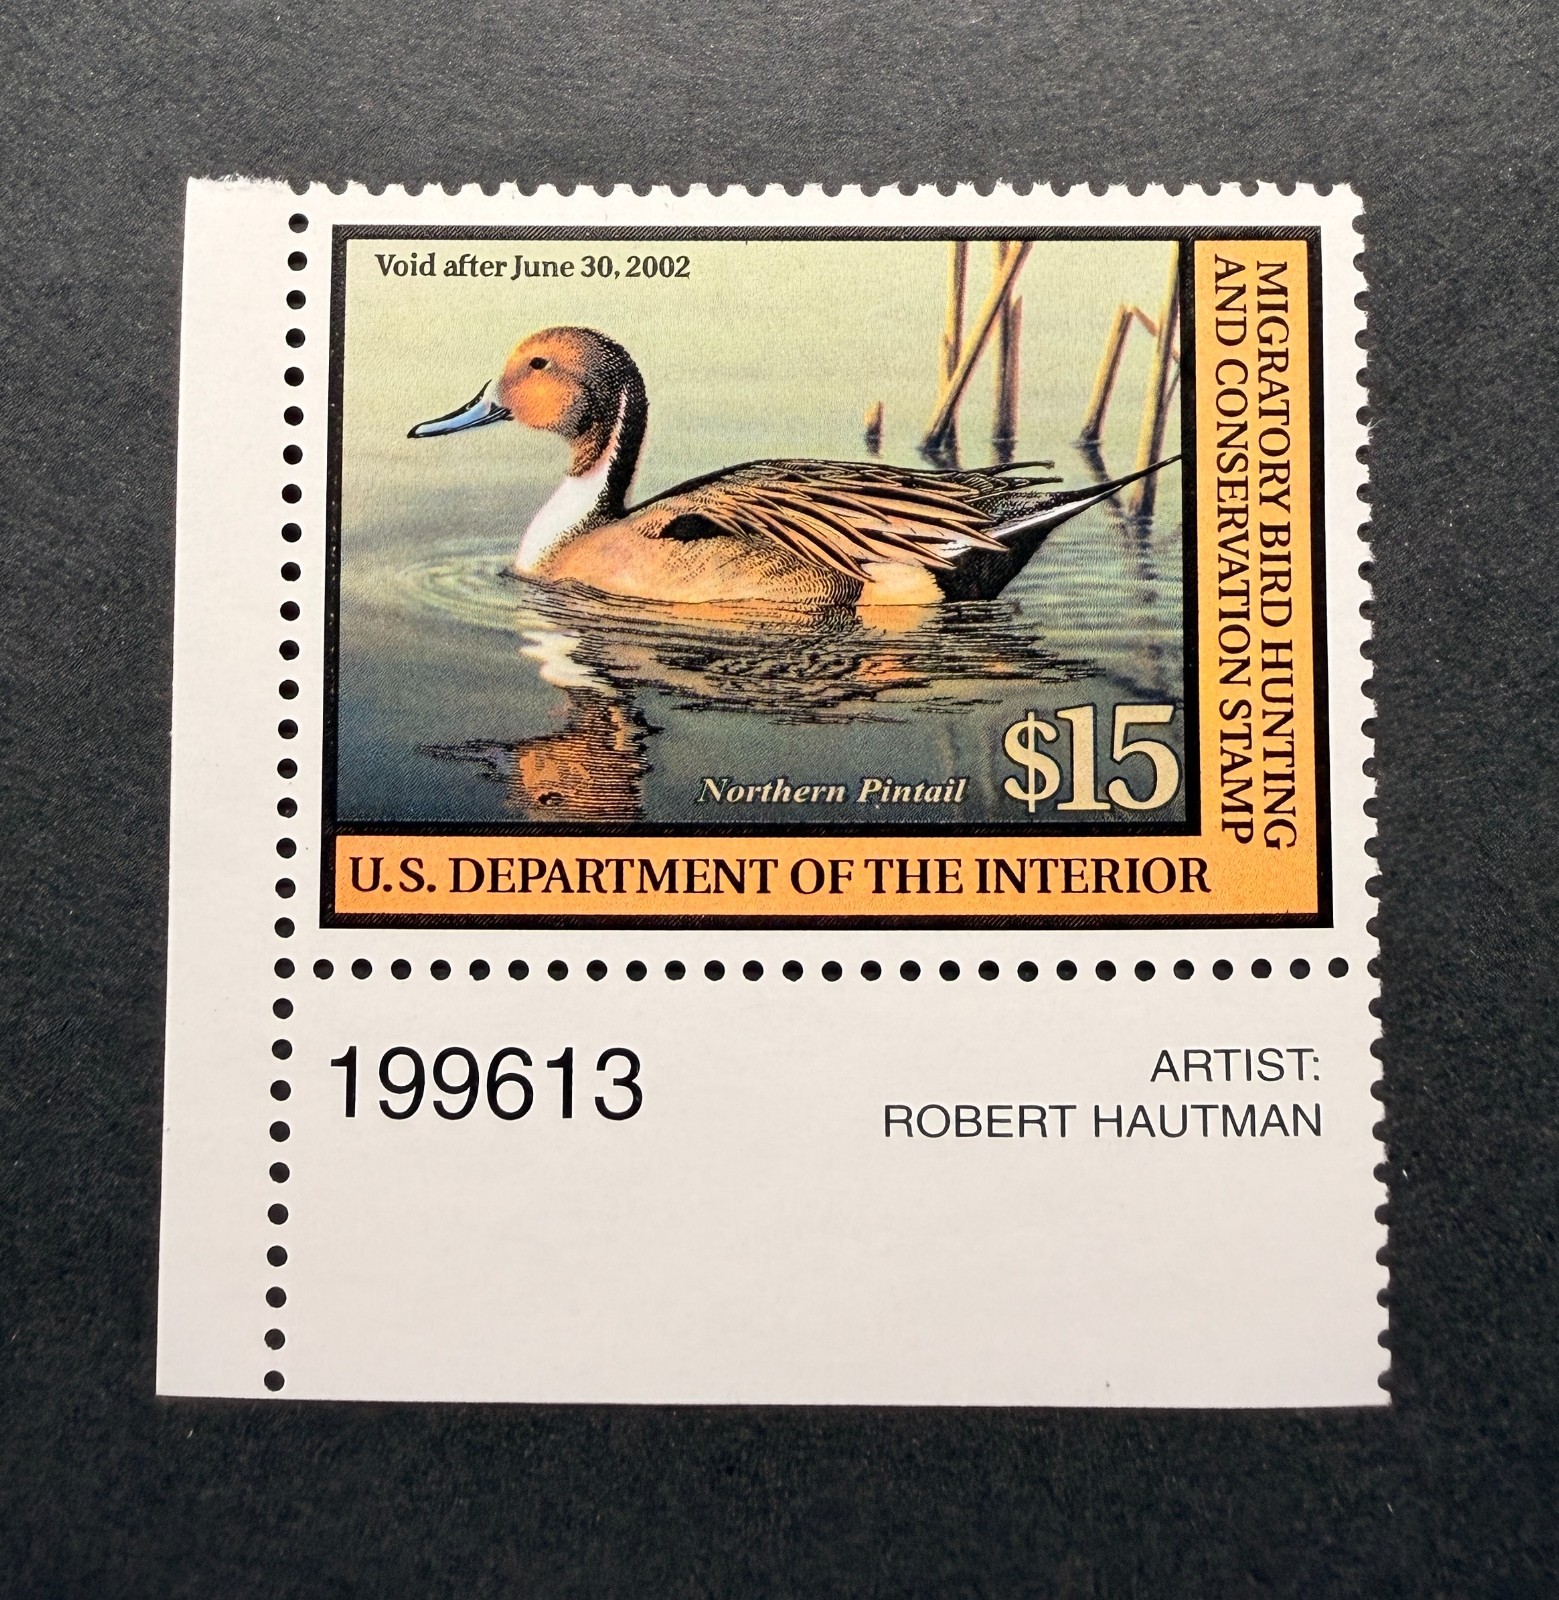 Void after June 30, 2002
MIGRATORY BIRD HUNTING
AND CONSERVATION STAMP
$15
Northern Pintail
U.S. DEPARTMENT OF THE INTERIOR
199613
ARTIST:
ROBERT HAUTMAN